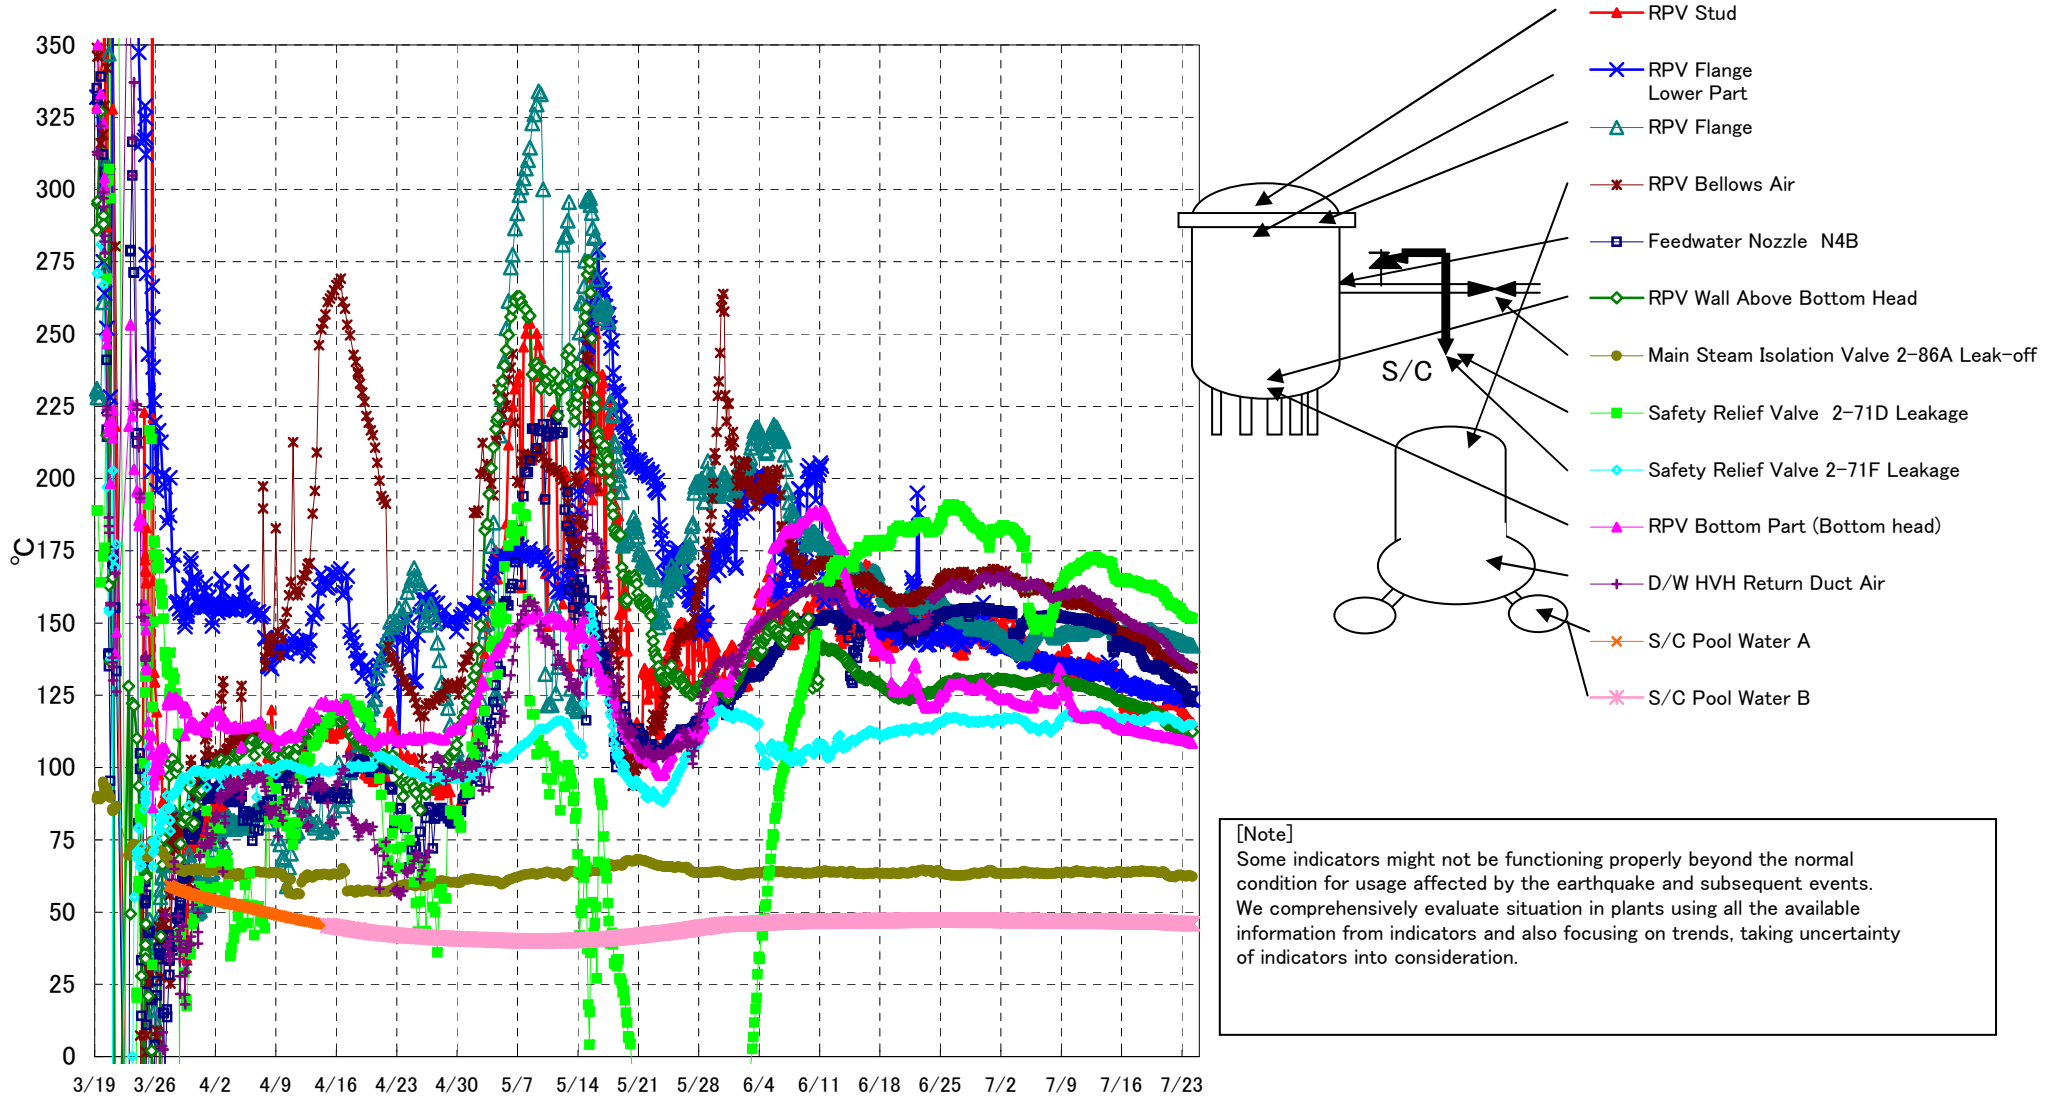 350
325
300
275
250
225
200
175
150
125
100
75
50
25
0
℃
3/19 3/26 4/2 4/9 4/16 4/23 4/30 5/7 5/14 5/21 5/28 6/4 6/11 6/18 6/25 7/2 7/9 7/16 7/23
RPV Stud
RPV Flange
Lower Part
RPV Flange
RPV Bellows Air
Feedwater Nozzle N4B
RPV Wall Above Bottom Head
Main Steam Isolation Valve 2-86A Leak-off
Safety Relief Valve 2-71D Leakage
Safety Relief Valve 2-71F Leakage
RPV Bottom Part (Bottom head)
D/W HVH Return Duct Air
S/C Pool Water A
S/C Pool Water B
S/C
[Note]
Some indicators might not be functioning properly beyond the normal
condition for usage affected by the earthquake and subsequent events.
We comprehensively evaluate situation in plants using all the available
information from indicators and also focusing on trends, taking uncertainty
of indicators into consideration.